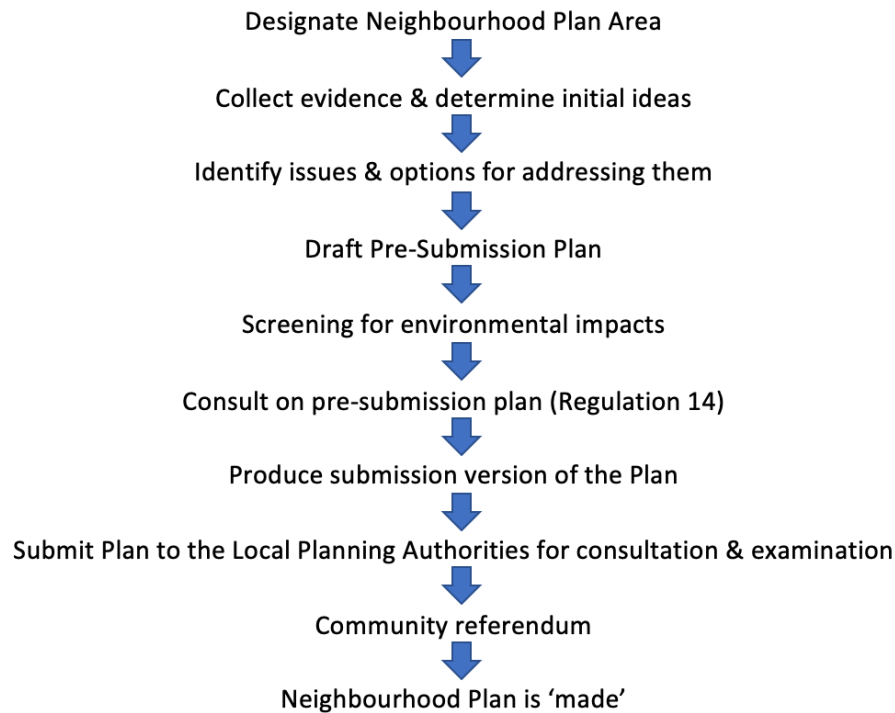 Designate Neighbourhood Plan Area
Collect evidence & determine initial ideas
Identify issues & options for addressing them
Draft Pre-Submission Plan
Screening for environmental impacts
Consult on pre-submission plan (Regulation 14)
Produce submission version of the Plan
Submit Plan to the Local Planning Authorities for consultation & examination
Community referendum
Neighbourhood Plan is ‘made’